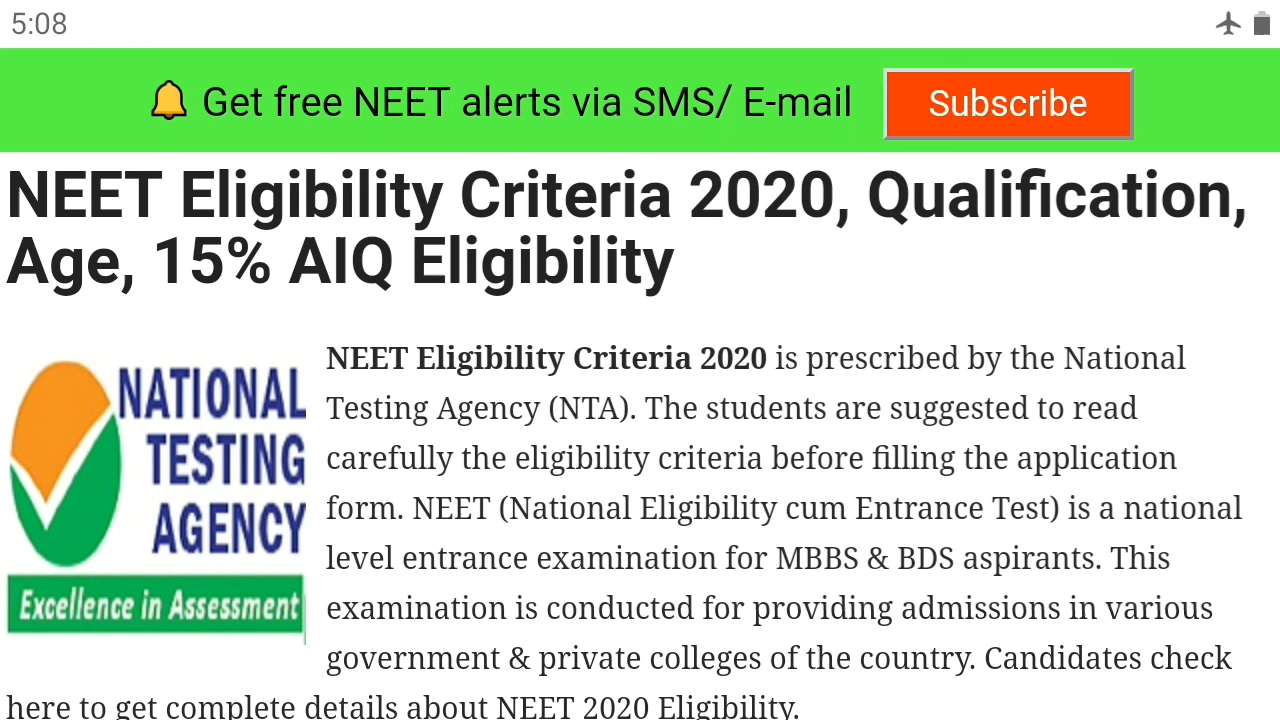 5:08
Get free NEET alerts via SMS/ E-mail
Subscribe
NEET Eligibility Criteria 2020, Qualification,
Age, 15% AIQ Eligibility
NATIONAL
TESTING
AGENCY
Excellence in Assessment
NEET Eligibility Criteria 2020 is prescribed by the National
Testing Agency (NTA). The students are suggested to read
carefully the eligibility criteria before filling the application
form. NEET (National Eligibility cum Entrance Test) is a national
level entrance examination for MBBS & BDS aspirants. This
examination is conducted for providing admissions in various
government & private colleges of the country. Candidates check
here to get complete details about NEET 2020 Eligibility.